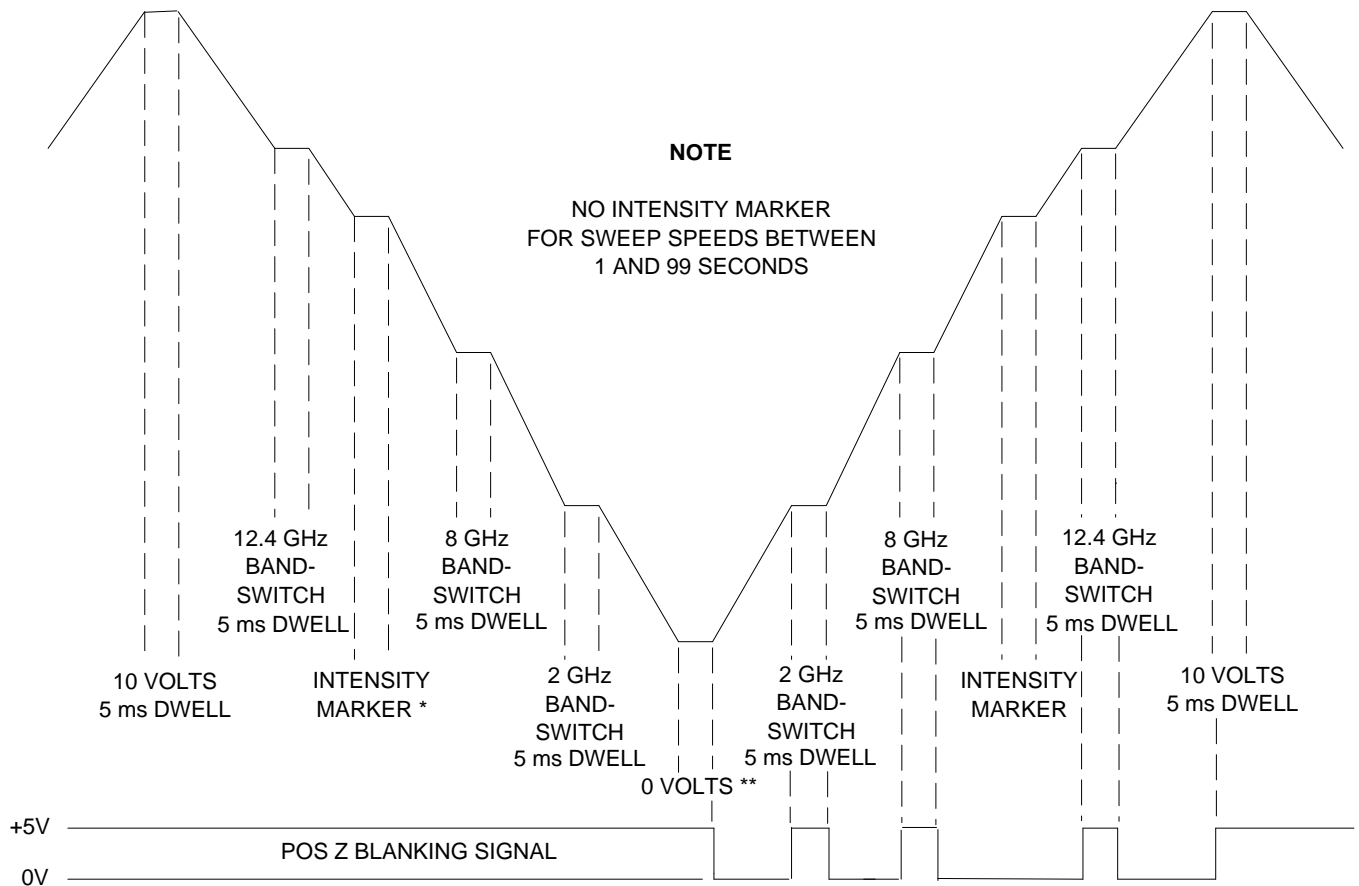 NOTE
NO INTENSITY MARKER
FOR SWEEP SPEEDS BETWEEN
1 AND 99 SECONDS
10 VOLTS
5 ms DWELL
12.4 GHz
BAND-
SWITCH
5 ms DWELL
INTENSITY
MARKER *
8 GHz
BAND-
SWITCH
5 ms DWELL
2 GHz
BAND-
SWITCH
5 ms DWELL
0 VOLTS **
2 GHz
BAND-
SWITCH
5 ms DWELL
8 GHz
BAND-
SWITCH
5 ms DWELL
INTENSITY
MARKER
12.4 GHz
BAND-
SWITCH
5 ms DWELL
10 VOLTS
5 ms DWELL
+5V
POS Z BLANKING SIGNAL
0V